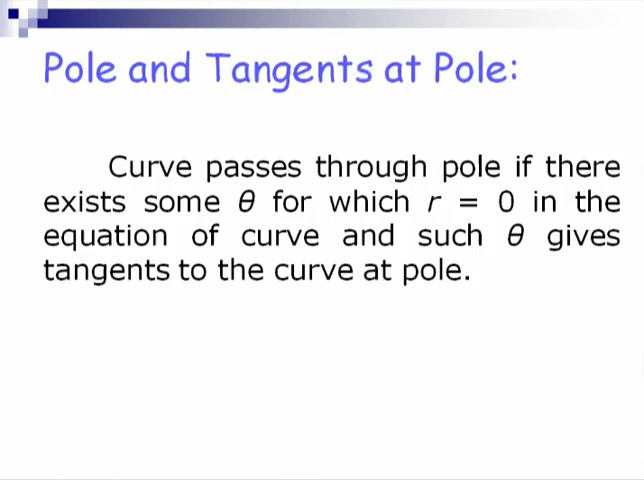 Pole and Tangents at Pole:
Curve passes through pole if there
exists some θ for which r = 0 in the
equation of curve and such θ gives
tangents to the curve at pole.